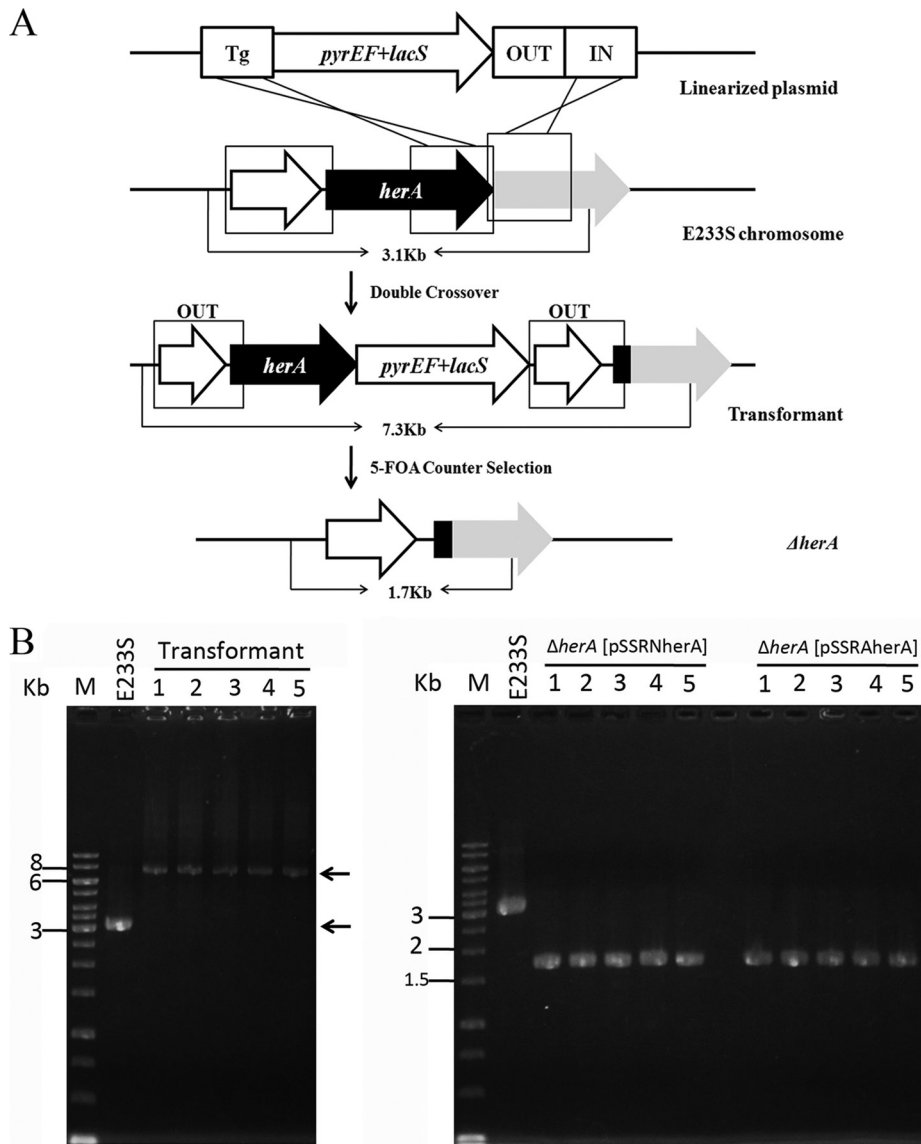 A
Tg pyrEF+lacS OUT IN
Linearized plasmid
herA
E233S chromosome
3.1Kb
Double Crossover
OUT OUT
herA pyrEF+lacS
Transformant
7.3Kb
5-FOA Counter Selection
ΔherA
1.7Kb
B
Kb M E233S Transformant
1 2 3 4 5
8
6
3
Kb M E233S ΔherA [pSSRNherA] ΔherA [pSSRAherA]
1 2 3 4 5 1 2 3 4 5
3
2
1.5